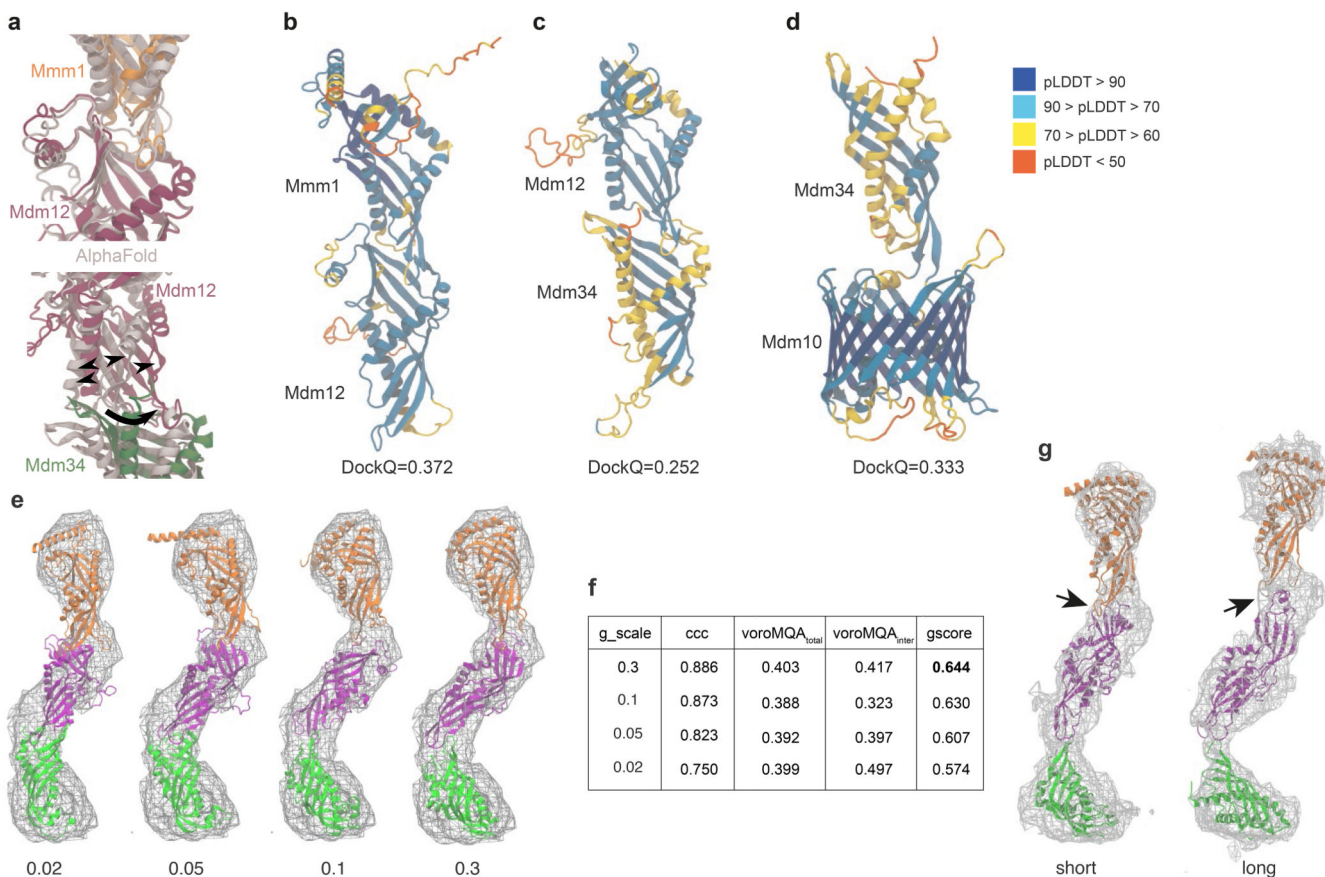 a
Mmm1
Mdm12
AlphaFold
Mdm12
Mdm34
b
Mmm1
Mdm12
DockQ=0.372
c
Mdm12
Mdm34
DockQ=0.252
d
Mdm34
Mdm10
DockQ=0.333
pLDDT > 90
90 > pLDDT > 70
70 > pLDDT > 60
pLDDT < 50
e
0.02 0.05 0.1 0.3
f
g_scale ccc voroMQAtotal voroMQAinter gscore
0.3 0.886 0.403 0.417 0.644
0.1 0.873 0.388 0.323 0.630
0.05 0.823 0.392 0.397 0.607
0.02 0.750 0.399 0.497 0.574
g
short long